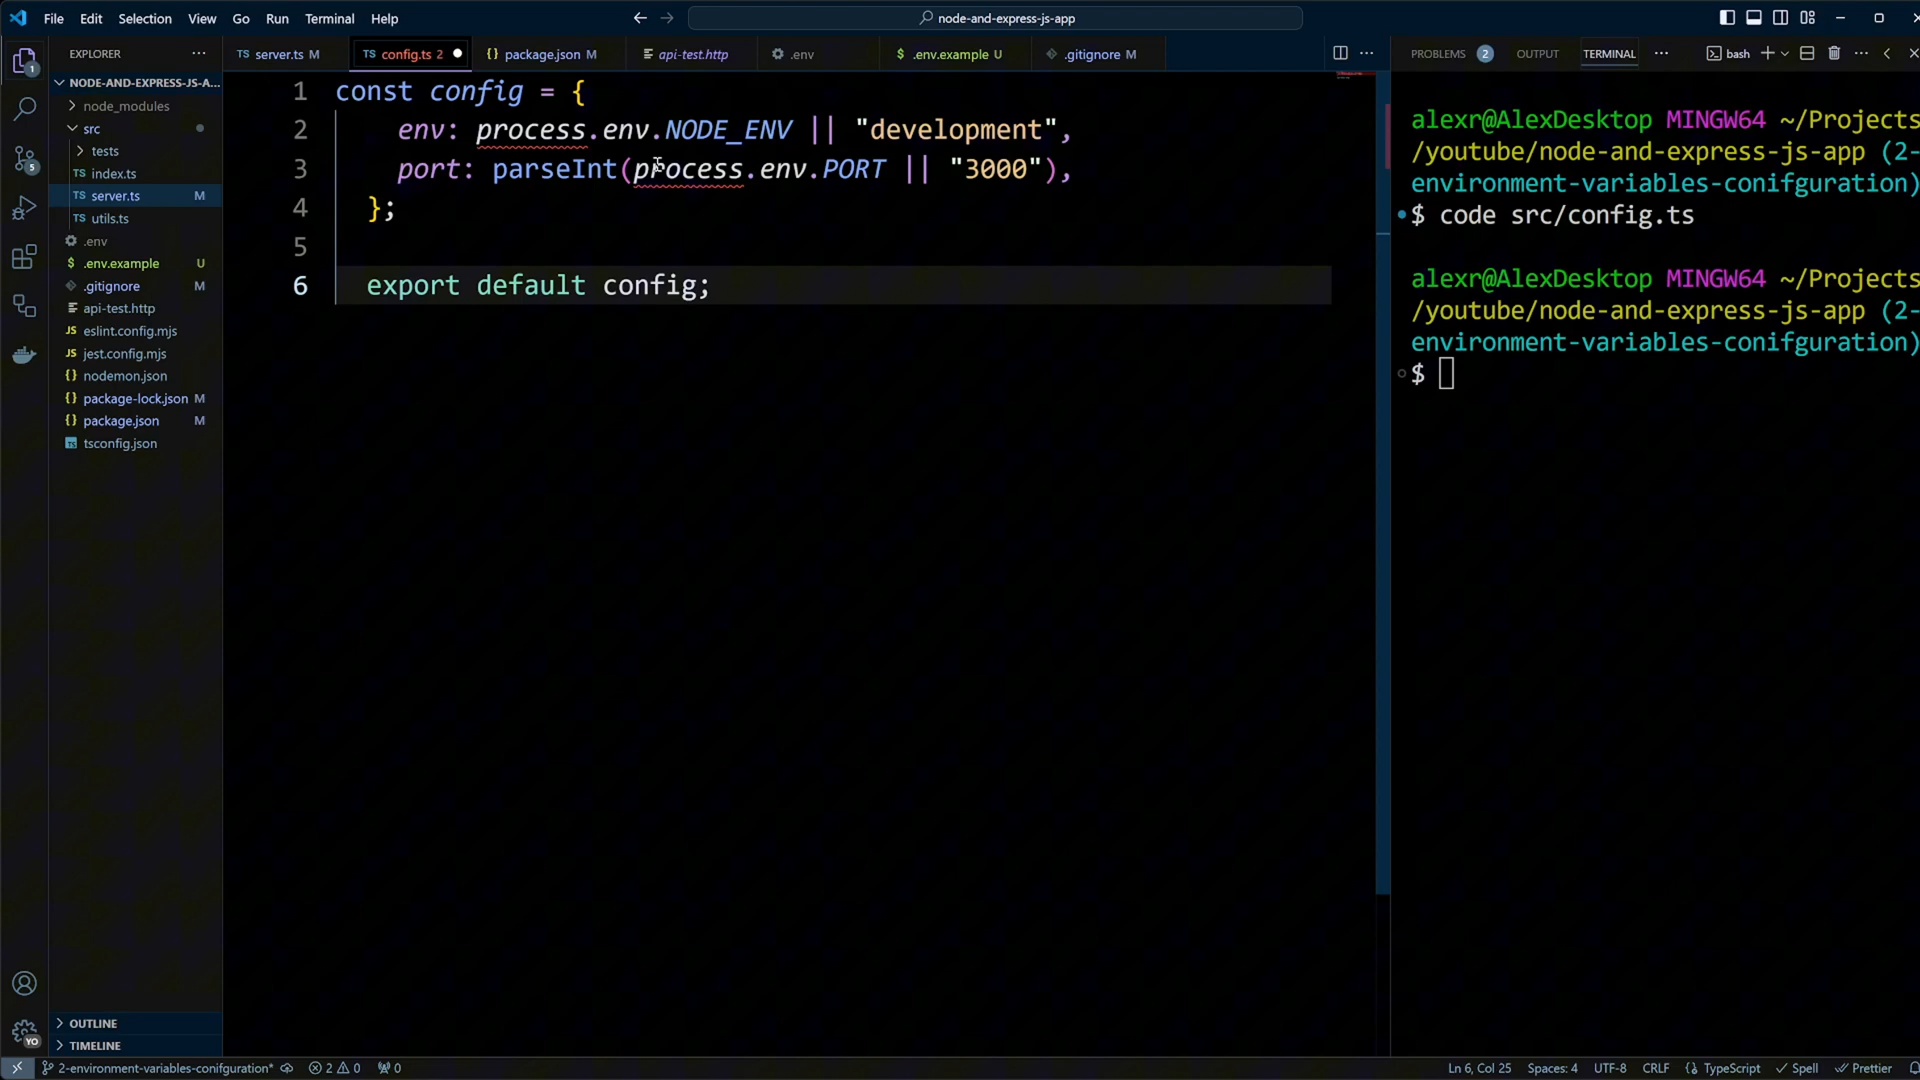 File Edit Selection View Go Run Terminal Help
node-and-express-js-app
EXPLORER
server.ts M
config.ts 2
package.json M
api-test.http
.env
.env.example U
.gitignore M
PROBLEMS 2 OUTPUT TERMINAL
bash
NODE-AND-EXPRESS-JS-A...
node_modules
src
tests
index.ts
server.ts M
utils.ts
.env
.env.example U
.gitignore M
api-test.http
eslint.config.mjs
jest.config.mjs
nodemon.json
package-lock.json M
package.json M
tsconfig.json
1 const config = {
2 env: process.env.NODE_ENV || "development",
3 port: parseInt(process.env.PORT || "3000"),
4 };
5
6 export default config;
alexr@AlexDesktop MINGW64 ~/Projects
/youtube/node-and-express-js-app (2-
environment-variables-conifguration)
$ code src/config.ts
alexr@AlexDesktop MINGW64 ~/Projects
/youtube/node-and-express-js-app (2-
environment-variables-conifguration)
$
1
5
YO
OUTLINE
TIMELINE
2-environment-variables-conifguration* 2 0 0
Ln 6, Col 25 Spaces: 4 UTF-8 CRLF {} TypeScript Spell Prettier